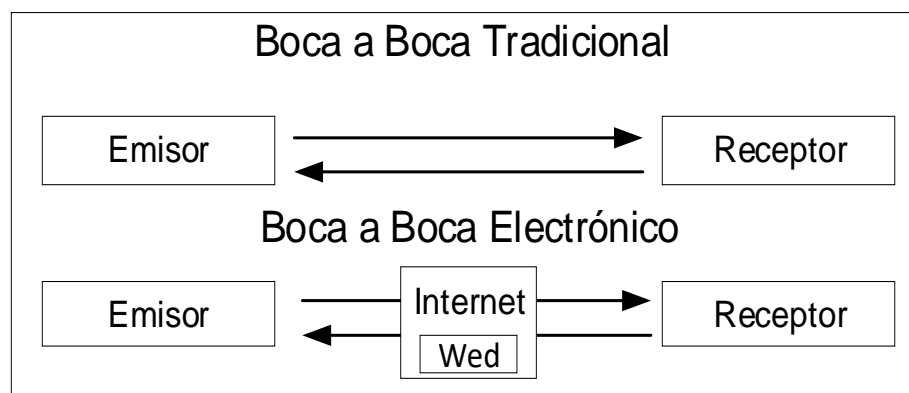 Boca a Boca Tradicional
Emisor
Receptor
Boca a Boca Electrónico
Emisor
Internet
Receptor
Wed